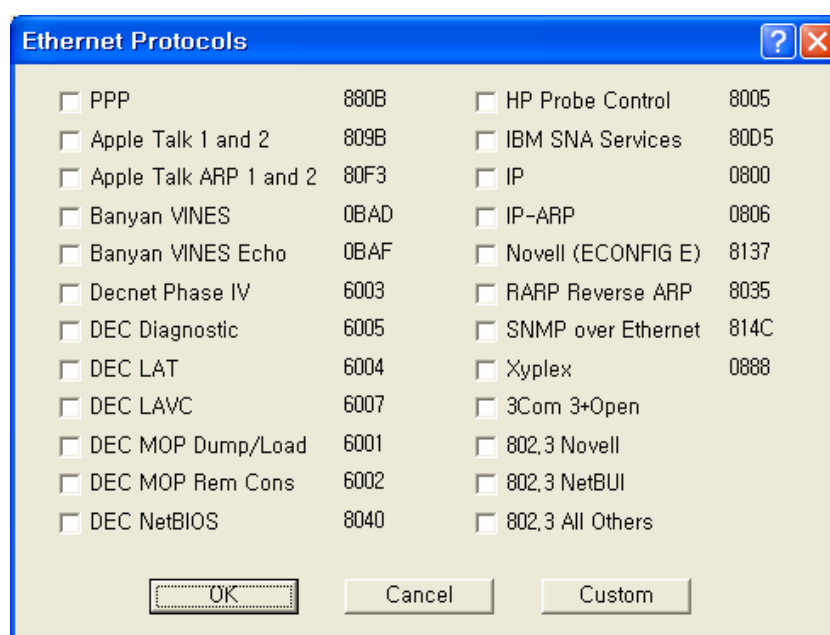 Ethernet Protocols
PPP 880B
Apple Talk 1 and 2 809B
Apple Talk ARP 1 and 2 80F3
Banyan VINES 0BAD
Banyan VINES Echo 0BAF
Decnet Phase IV 6003
DEC Diagnostic 6005
DEC LAT 6004
DEC LAVC 6007
DEC MOP Dump/Load 6001
DEC MOP Rem Cons 6002
DEC NetBIOS 8040
HP Probe Control 8005
IBM SNA Services 80D5
IP 0800
IP-ARP 0806
Novell (ECONFIG E) 8137
RARP Reverse ARP 8035
SNMP over Ethernet 814C
Xyplex 0888
3Com 3+Open
802,3 Novell
802,3 NetBUI
802,3 All Others
OK Cancel Custom